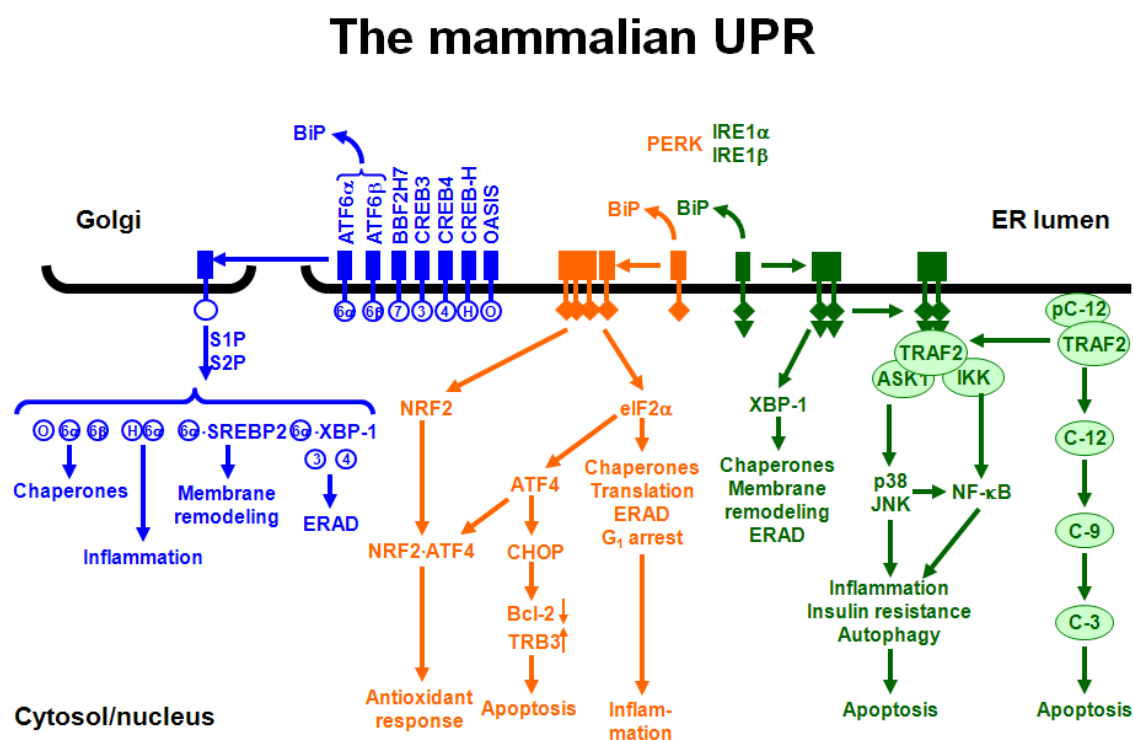 The mammalian UPR
BiP
PERK
IRE1α
IRE1β
Golgi
ATF6α
ATF6β
BBF2H7
CREB3
CREB4
CREB-H
OASIS
BiP
BiP
ER lumen
6α
6β
7
3
4
H
O
pC-12
TRAF2
TRAF2
ASK1
IKK
S1P
S2P
NRF2
eIF2α
XBP-1
O 6α 6β
H 6α
6α·SREBP2
6α·XBP-1
3 4
C-12
Chaperones
Membrane
remodeling
ERAD
Inflammation
ATF4
Chaperones
Translation
ERAD
G₁ arrest
Chaperones
Membrane
remodeling
ERAD
p38
JNK
NF-κB
NRF2·ATF4
CHOP
C-9
Bcl-2↓
TRB3↑
Inflammation
Insulin resistance
Autophagy
C-3
Cytosol/nucleus
Antioxidant
response
Apoptosis
Inflam-
mation
Apoptosis
Apoptosis